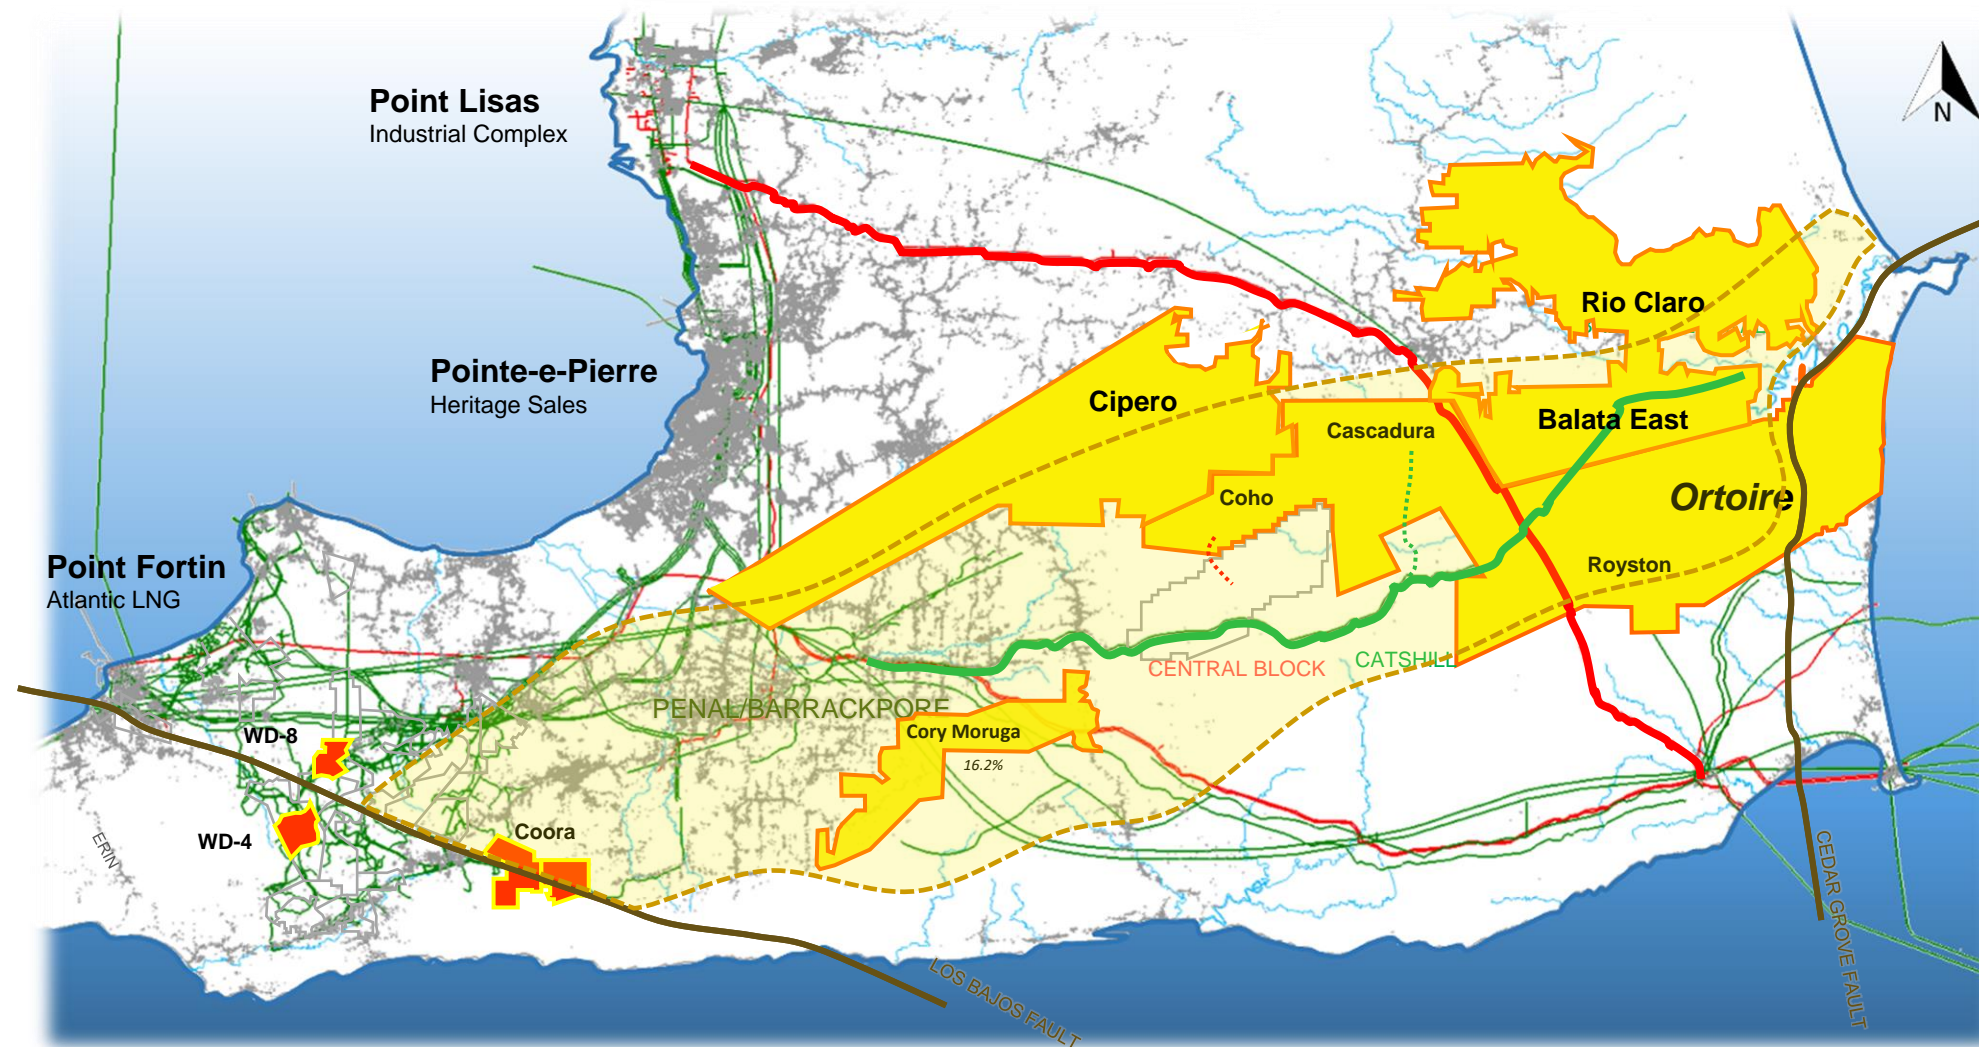 Point Lisas
Industrial Complex
N
Rio Claro
Pointe-e-Pierre
Heritage Sales
Cipero
Balata East
Cascadura
Coho
Ortoire
Royston
Point Fortin
Atlantic LNG
CENTRAL BLOCK
CATSHILL
PENAL/BARRACKPORE
Cory Moruga
16.2%
WD-8
WD-4
Coora
ERIN
CEDAR GROVE FAULT
LOS BAJOS FAULT